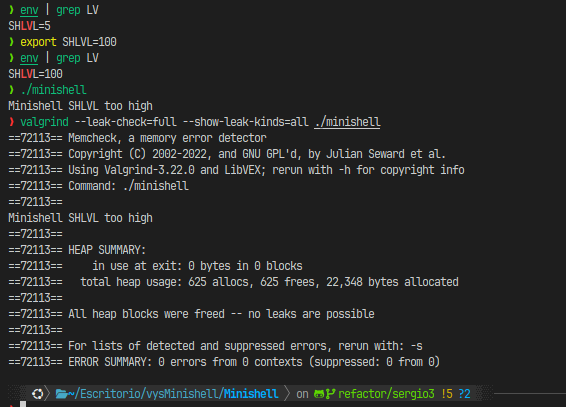 ❯ env | grep LV
SHLVL=5
❯ export SHLVL=100
❯ env | grep LV
SHLVL=100
❯ ./minishell
Minishell SHLVL too high
❯ valgrind --leak-check=full --show-leak-kinds=all ./minishell
==72113== Memcheck, a memory error detector
==72113== Copyright (C) 2002-2022, and GNU GPL'd, by Julian Seward et al.
==72113== Using Valgrind-3.22.0 and LibVEX; rerun with -h for copyright info
==72113== Command: ./minishell
==72113==
Minishell SHLVL too high
==72113==
==72113== HEAP SUMMARY:
==72113==     in use at exit: 0 bytes in 0 blocks
==72113==   total heap usage: 625 allocs, 625 frees, 22,348 bytes allocated
==72113==
==72113== All heap blocks were freed -- no leaks are possible
==72113==
==72113== For lists of detected and suppressed errors, rerun with: -s
==72113== ERROR SUMMARY: 0 errors from 0 contexts (suppressed: 0 from 0)
~/Escritorio/vysMinishell/Minishell on refactor/sergio3 !5 ?2